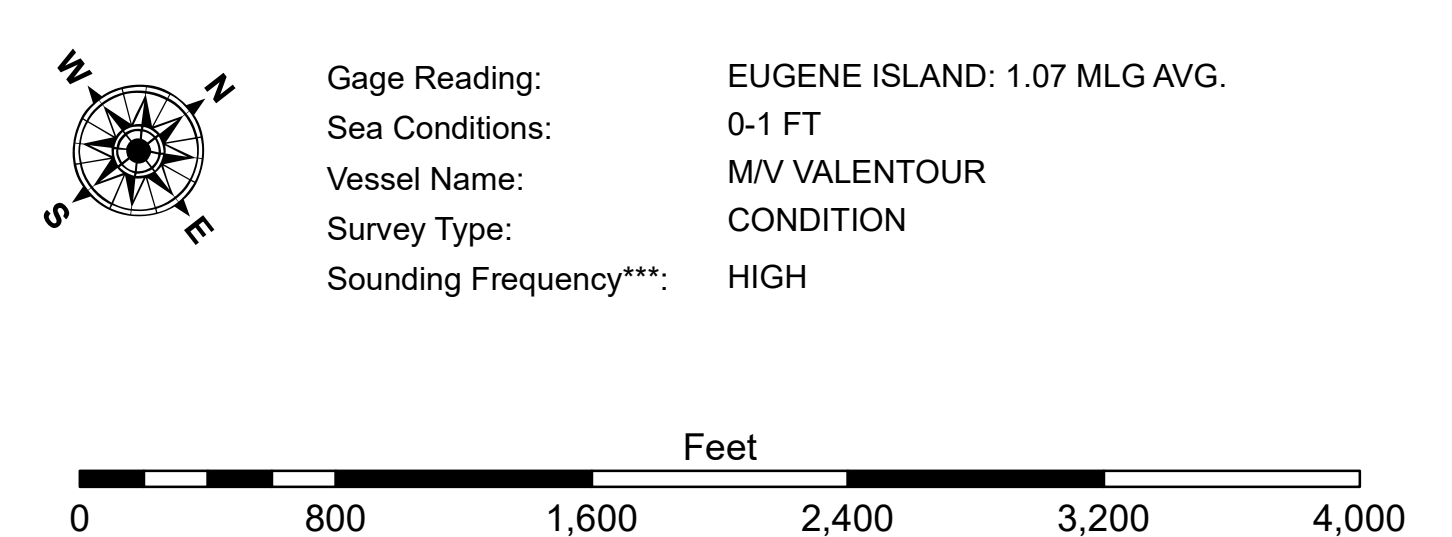 W
N
S
E
Gage Reading: EUGENE ISLAND: 1.07 MLG AVG.
Sea Conditions: 0-1 FT
Vessel Name: M/V VALENTOUR
Survey Type: CONDITION
Sounding Frequency***: HIGH
Feet
0 800 1,600 2,400 3,200 4,000